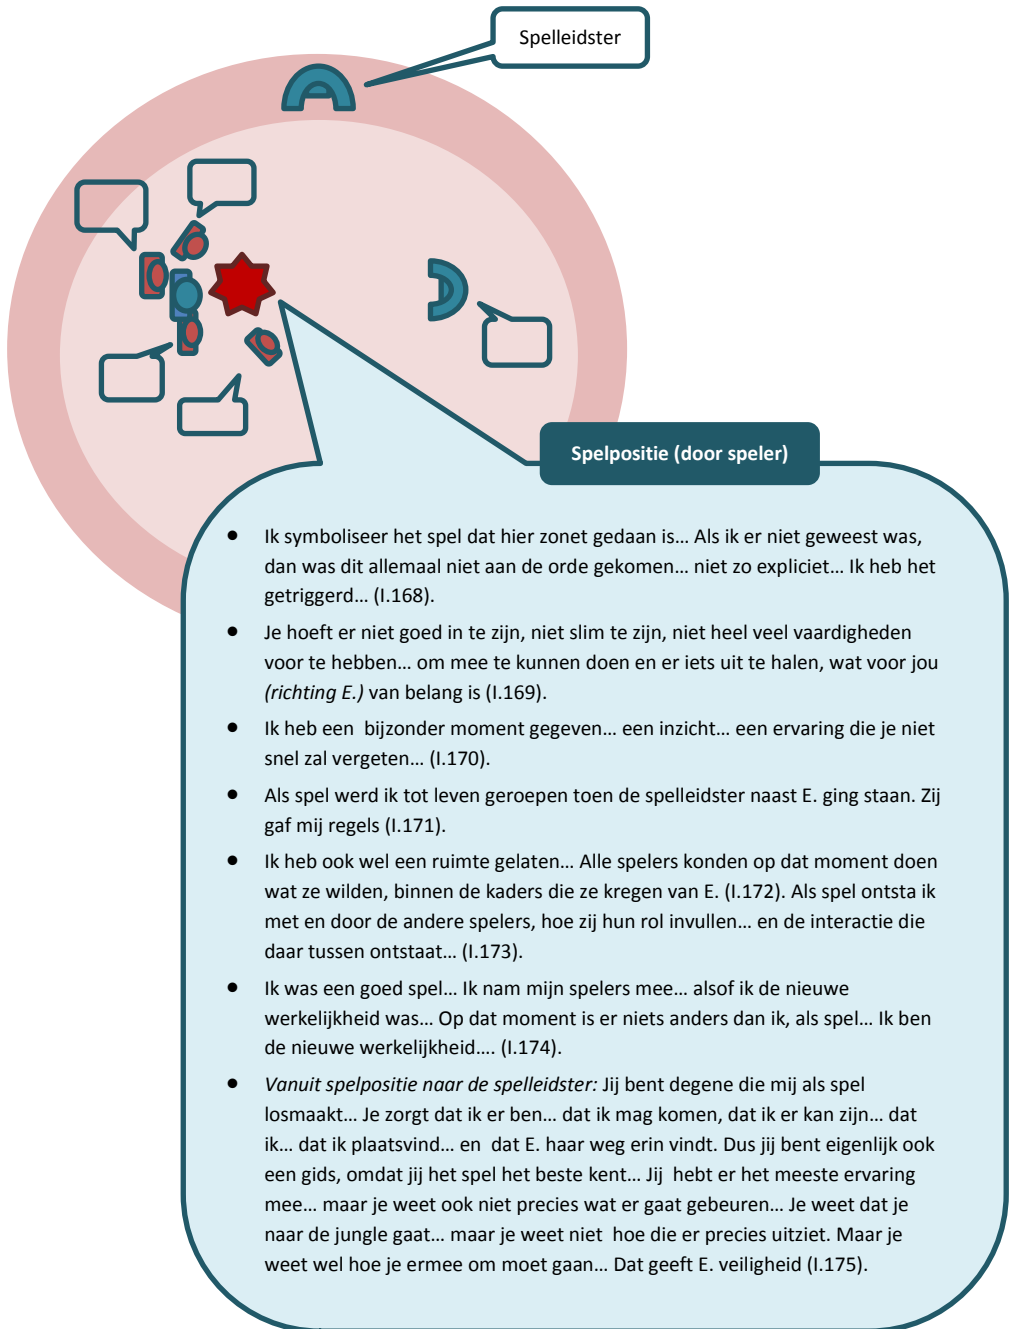 Spelleidster
Spelpositie (door speler)
• Ik symboliseer het spel dat hier zonet gedaan is… Als ik er niet geweest was,
dan was dit allemaal niet aan de orde gekomen… niet zo expliciet… Ik heb het
getriggerd… (I.168).
• Je hoeft er niet goed in te zijn, niet slim te zijn, niet heel veel vaardigheden
voor te hebben… om mee te kunnen doen en er iets uit te halen, wat voor jou
(richting E.) van belang is (I.169).
• Ik heb een bijzonder moment gegeven… een inzicht… een ervaring die je niet
snel zal vergeten… (I.170).
• Als spel werd ik tot leven geroepen toen de spelleidster naast E. ging staan. Zij
gaf mij regels (I.171).
• Ik heb ook wel een ruimte gelaten… Alle spelers konden op dat moment doen
wat ze wilden, binnen de kaders die ze kregen van E. (I.172). Als spel ontsta ik
met en door de andere spelers, hoe zij hun rol invullen… en de interactie die
daar tussen ontstaat… (I.173).
• Ik was een goed spel… Ik nam mijn spelers mee… alsof ik de nieuwe
werkelijkheid was… Op dat moment is er niets anders dan ik, als spel… Ik ben
de nieuwe werkelijkheid…. (I.174).
• Vanuit spelpositie naar de spelleidster: Jij bent degene die mij als spel
losmaakt… Je zorgt dat ik er ben… dat ik mag komen, dat ik er kan zijn… dat
ik… dat ik plaatsvind… en dat E. haar weg erin vindt. Dus jij bent eigenlijk ook
een gids, omdat jij het spel het beste kent… Jij hebt er het meeste ervaring
mee… maar je weet ook niet precies wat er gaat gebeuren… Je weet dat je
naar de jungle gaat… maar je weet niet hoe die er precies uitziet. Maar je
weet wel hoe je ermee om moet gaan… Dat geeft E. veiligheid (I.175).